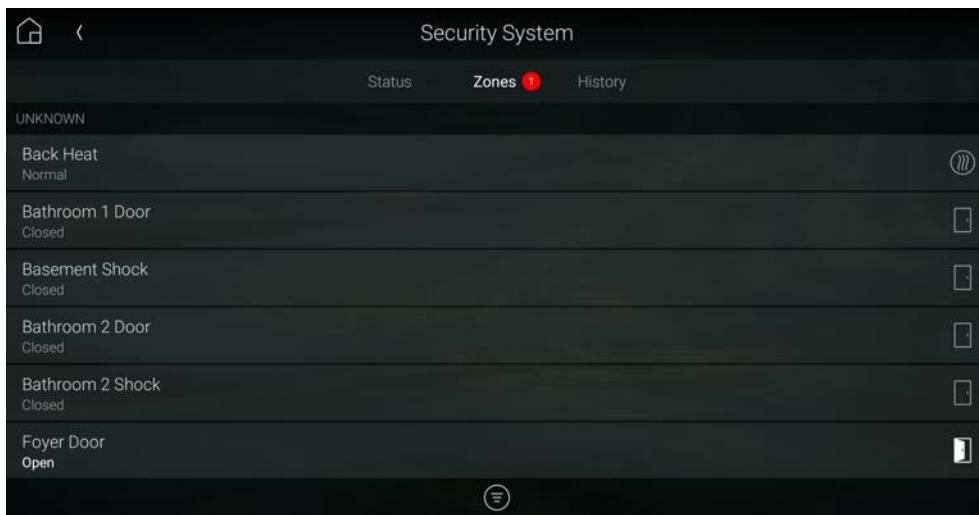 Security System
Status Zones 1 History
UNKNOWN
Back Heat
Normal
Bathroom 1 Door
Closed
Basement Shock
Closed
Bathroom 2 Door
Closed
Bathroom 2 Shock
Closed
Foyer Door
Open